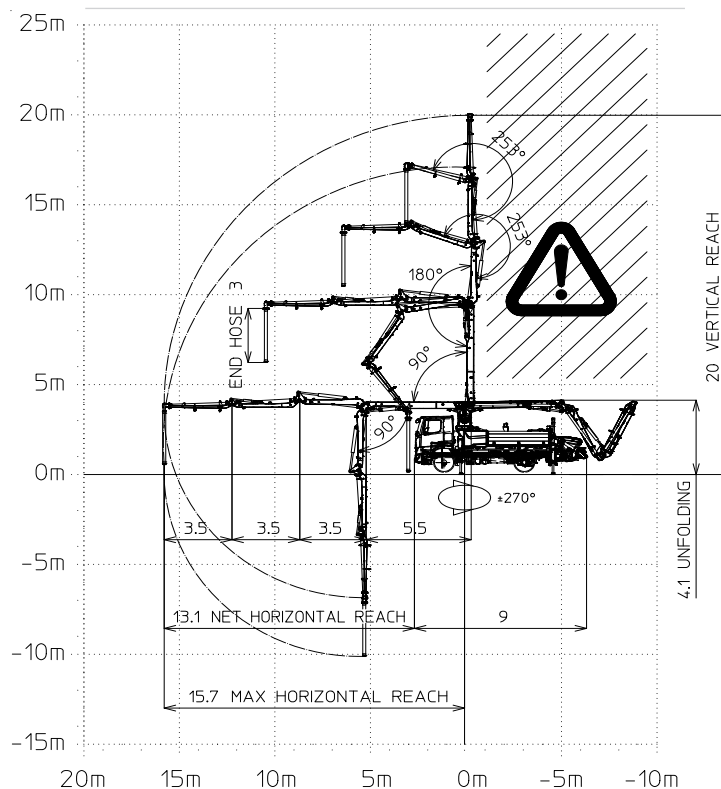 25m
20m
15m
10m
5m
0m
-5m
-10m
-15m
253°
253°
180°
90°
90°
END HOSE 3
20 VERTICAL REACH
±270°
4.1 UNFOLDING
3.5
3.5
3.5
5.5
13.1 NET HORIZONTAL REACH
9
15.7 MAX HORIZONTAL REACH
20m
15m
10m
5m
0m
-5m
-10m